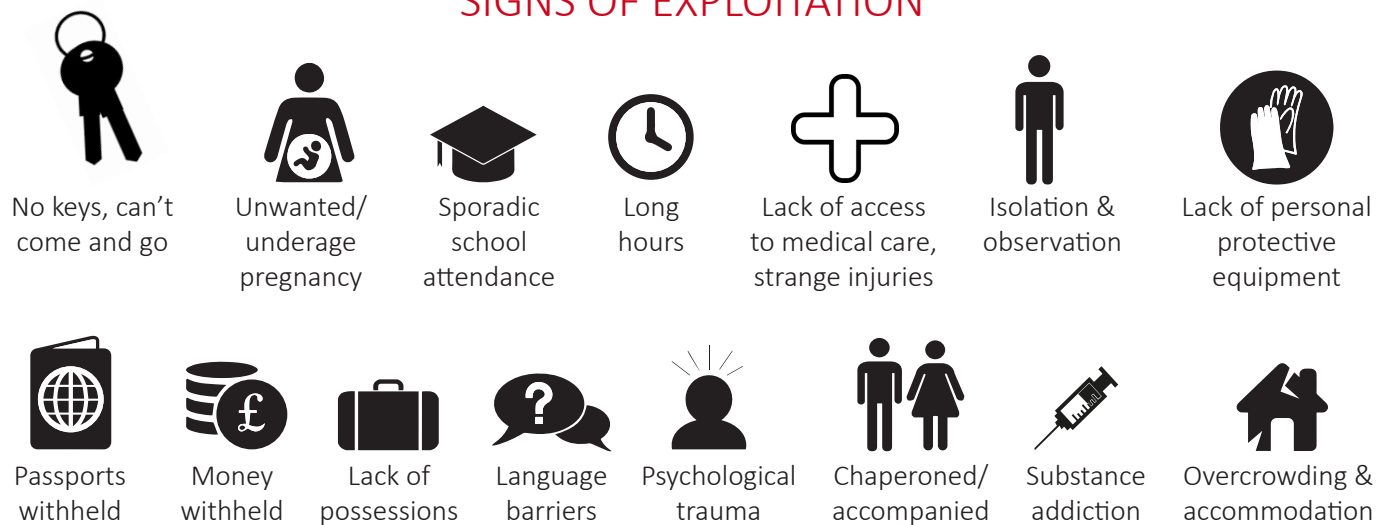 SIGNS OF EXPLOITATION
No keys, can’t
come and go
Unwanted/
underage
pregnancy
Sporadic
school
attendance
Long
hours
Lack of access
to medical care,
strange injuries
Isolation &
observation
Lack of personal
protective
equipment
Passports
withheld
£
Money
withheld
Lack of
possessions
?
Language
barriers
Psychological
trauma
Chaperoned/
accompanied
Substance
addiction
Overcrowding &
accommodation